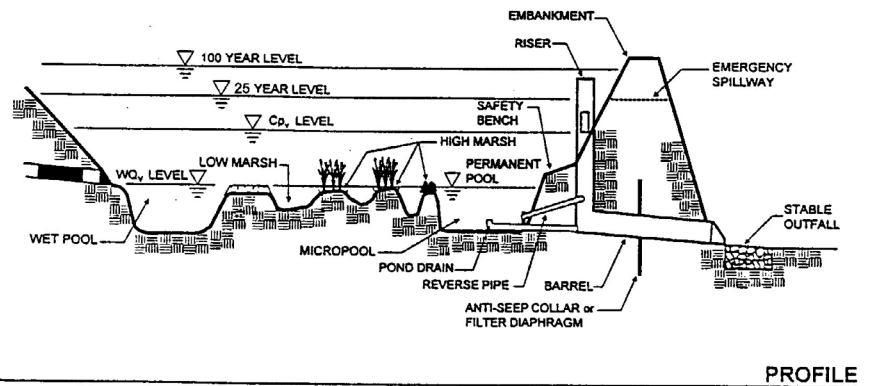 EMBANKMENT
RISER
100 YEAR LEVEL
EMERGENCY
SPILLWAY
25 YEAR LEVEL
SAFETY
BENCH
Cpv LEVEL
HIGH MARSH
LOW MARSH
PERMANENT
POOL
WQv LEVEL
STABLE
OUTFALL
WET POOL
MICROPOOL
POND DRAIN
REVERSE PIPE
BARREL
ANTI-SEEP COLLAR or
FILTER DIAPHRAGM
PROFILE